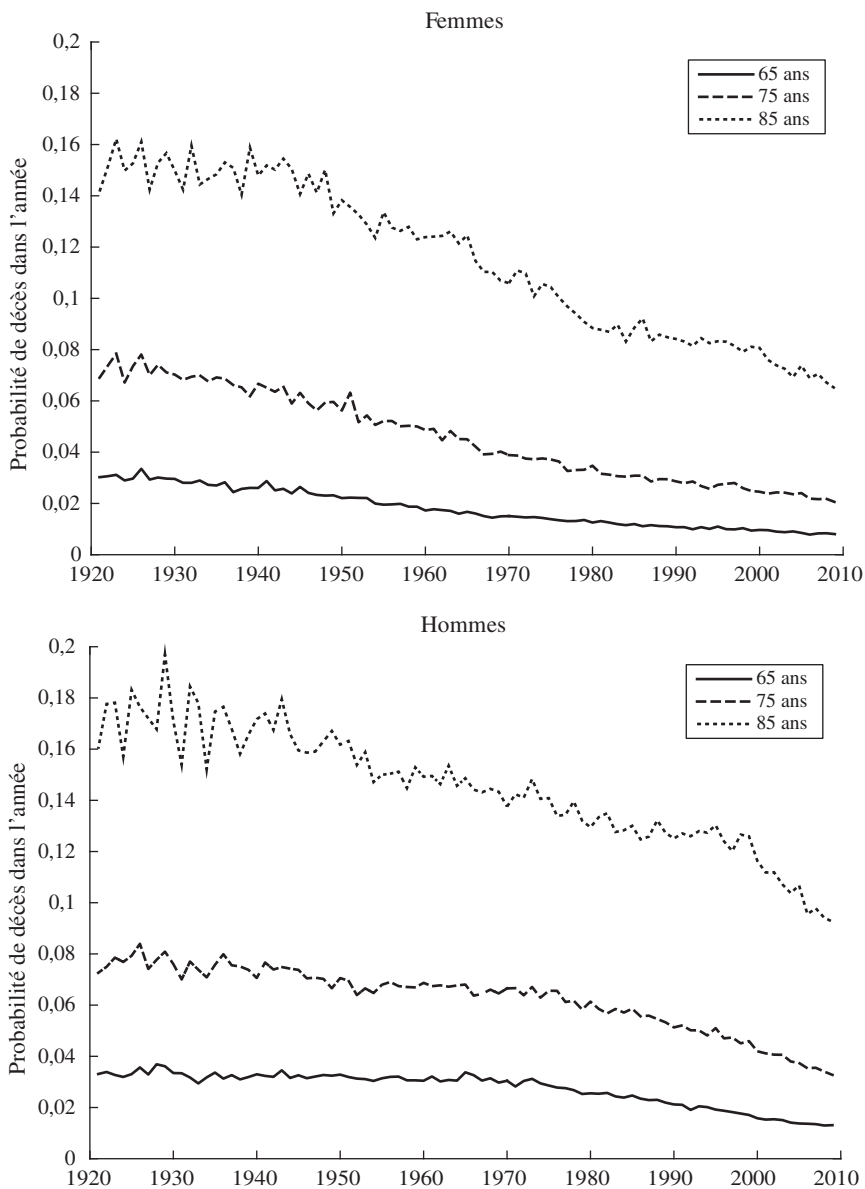 Femmes
0,2
0,18
0,16
0,14
0,12
0,1
0,08
0,06
0,04
0,02
0
Probabilité de décès dans l'année
65 ans
75 ans
85 ans
1920 1930 1940 1950 1960 1970 1980 1990 2000 2010
Hommes
0,2
0,18
0,16
0,14
0,12
0,1
0,08
0,06
0,04
0,02
0
Probabilité de décès dans l'année
65 ans
75 ans
85 ans
1920 1930 1940 1950 1960 1970 1980 1990 2000 2010